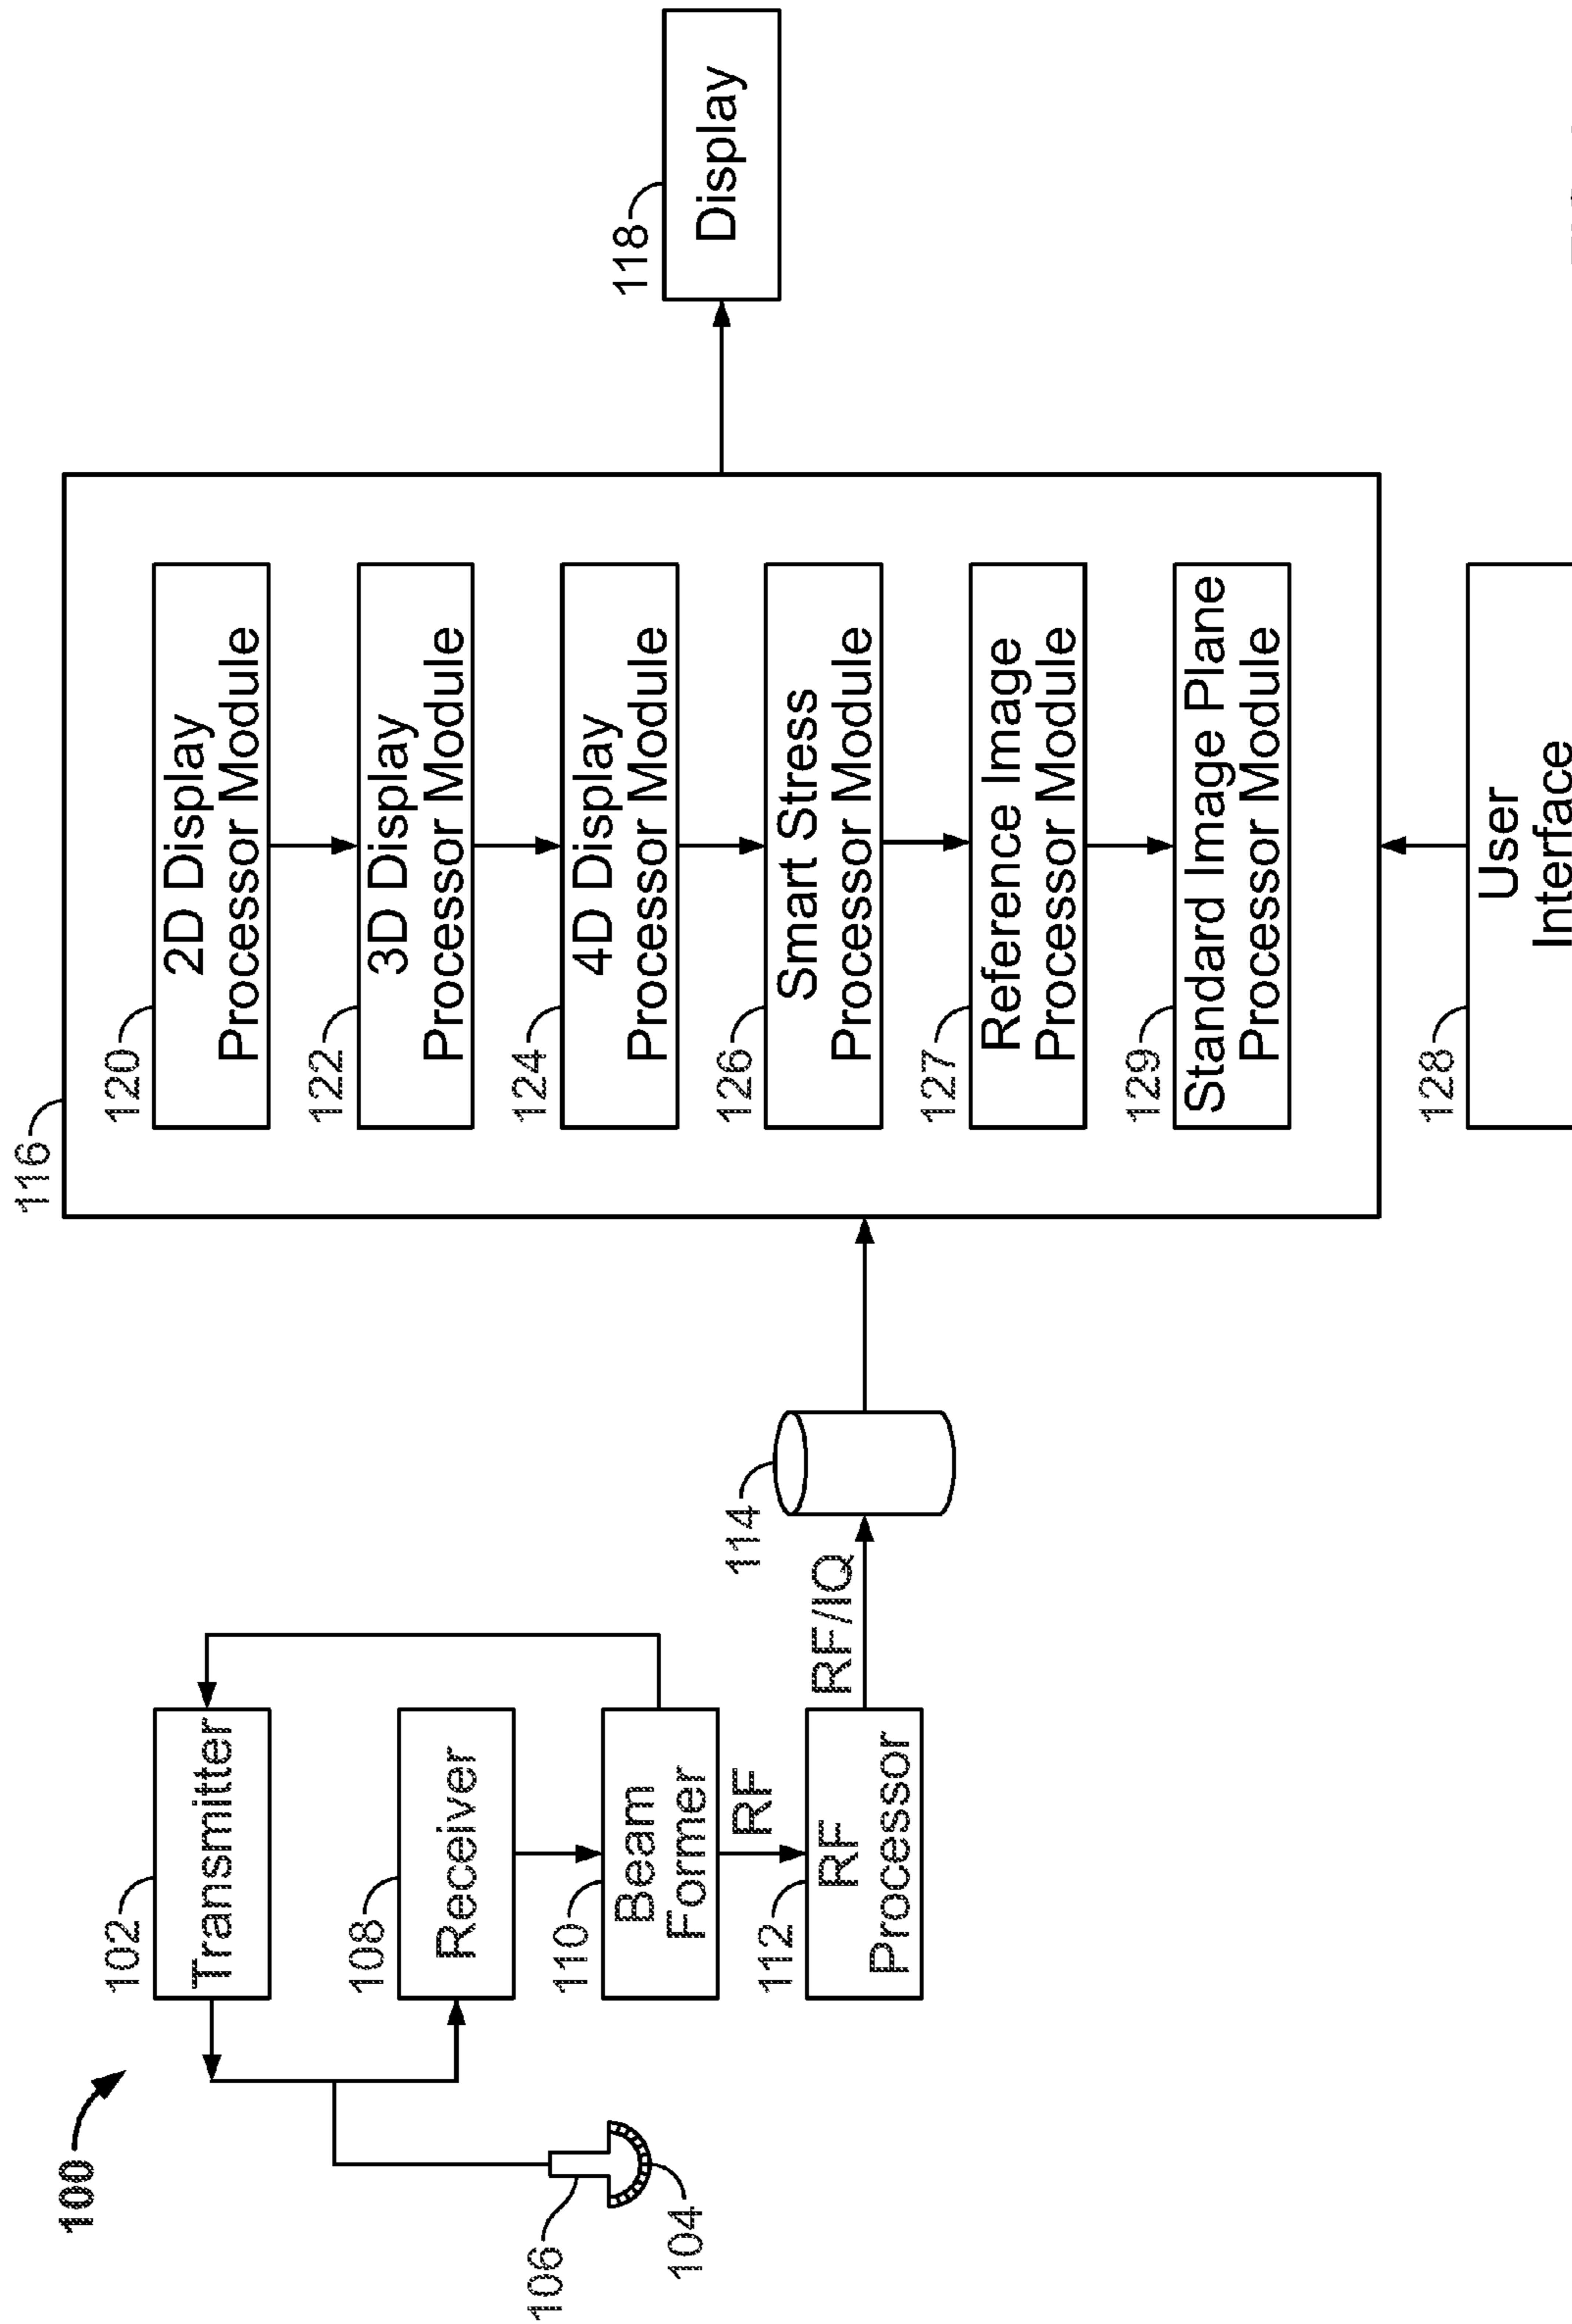 100
102
Transmitter
108
Receiver
110
Beam
Former
RF
112
RF
Processor
RF/IQ
106
104
114
116
120
2D Display
Processor Module
122
3D Display
Processor Module
124
4D Display
Processor Module
126
Smart Stress
Processor Module
127
Reference Image
Processor Module
129
Standard Image Plane
Processor Module
128
User
Interface
118
Display